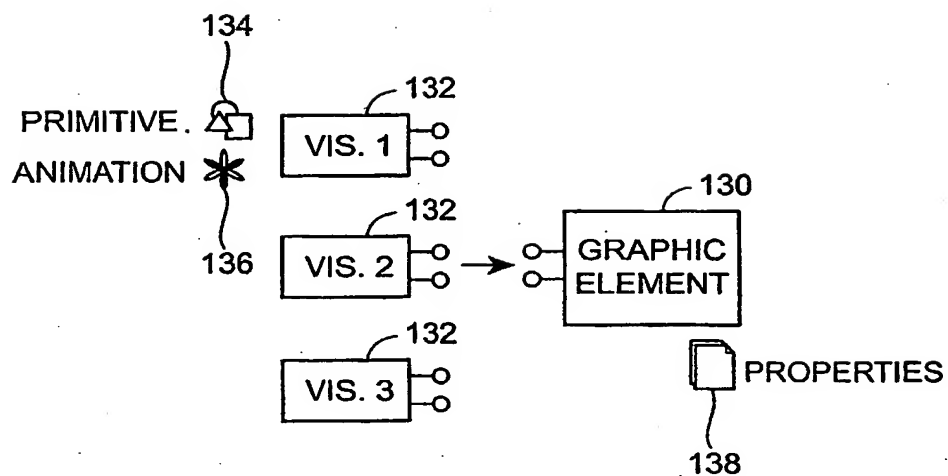 134
132
PRIMITIVE.
VIS. 1
ANIMATION
136
132
VIS. 2
130
GRAPHIC
ELEMENT
132
VIS. 3
PROPERTIES
138